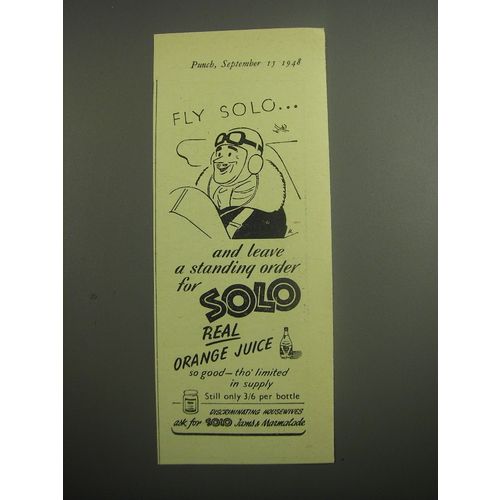 Punch, September 15 1948
FLY SOLO...
and leave
a standing order
for SOLO
REAL
ORANGE JUICE
so good—tho' limited
in supply
Still only 3/6 per bottle
DISCRIMINATING HOUSEWIVES
ask for SOLO Jams & Marmalade